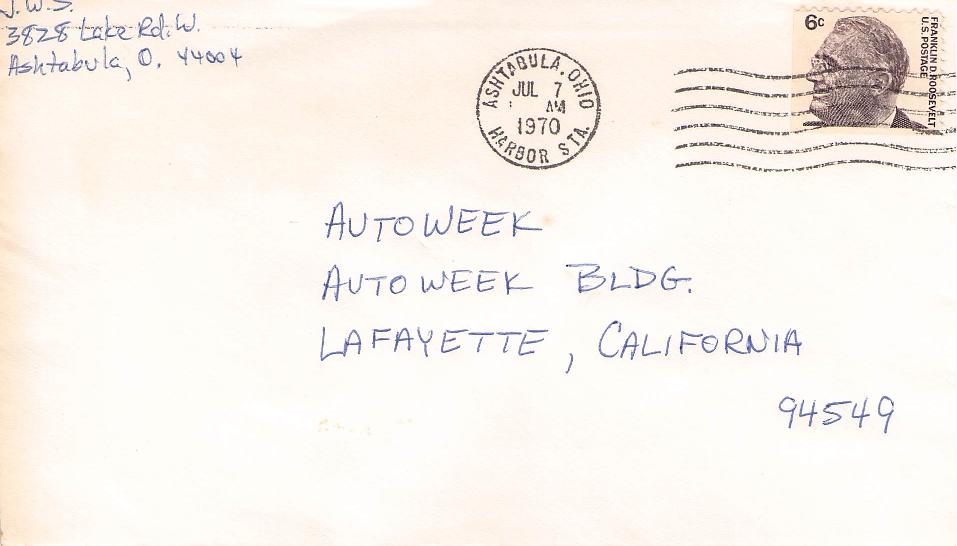 J.W.S.
3828 Lake Rd. W.
Ashtabula, O. 44004
ASHTABULA, OHIO
JUL 7
AM
1970
HARBOR STA.
6c
FRANKLIN D. ROOSEVELT
U.S. POSTAGE
AUTOWEEK
AUTOWEEK BLDG.
LAFAYETTE, CALIFORNIA
94549